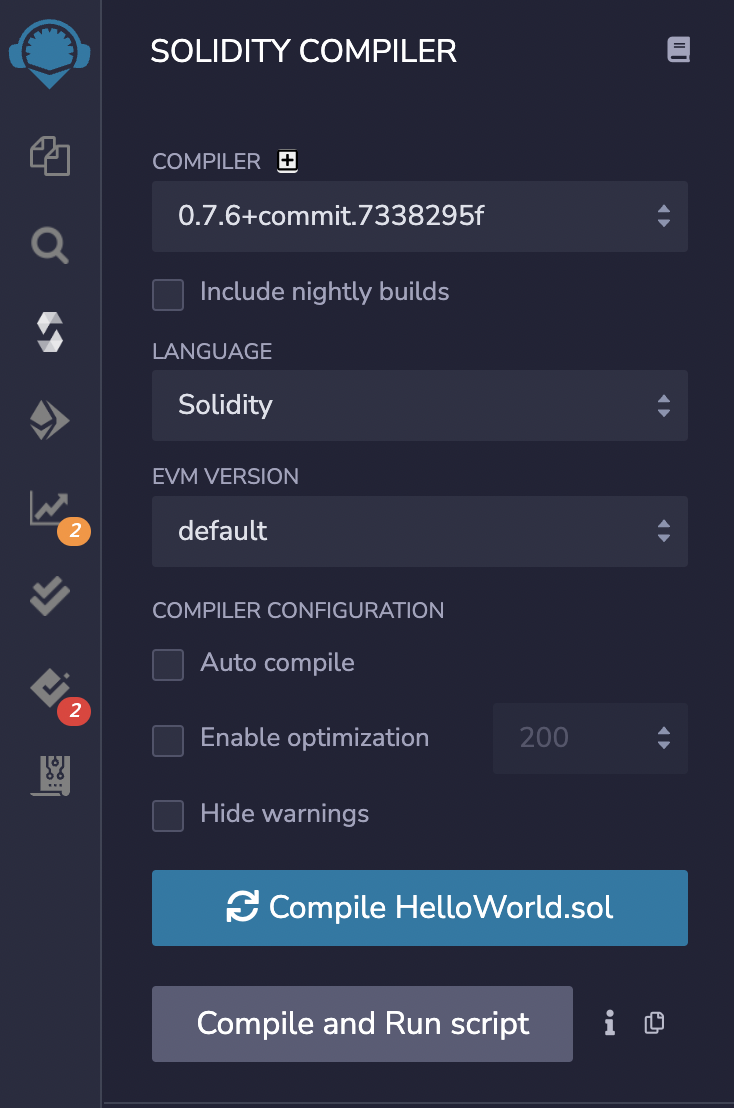 SOLIDITY COMPILER
COMPILER
0.7.6+commit.7338295f
Include nightly builds
LANGUAGE
Solidity
EVM VERSION
default
2
COMPILER CONFIGURATION
Auto compile
2
Enable optimization 200
Hide warnings
Compile HelloWorld.sol
Compile and Run script